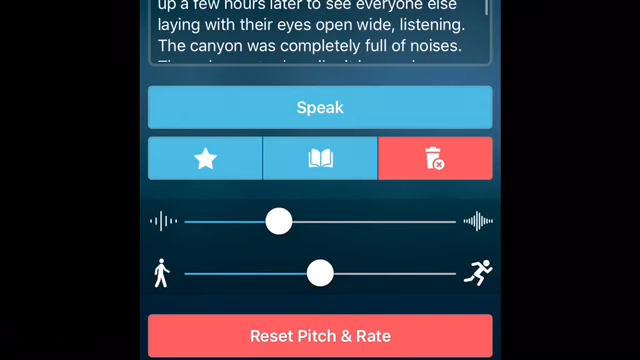 up a few hours later to see everyone else
laying with their eyes open wide, listening.
The canyon was completely full of noises.
Speak
Reset Pitch & Rate